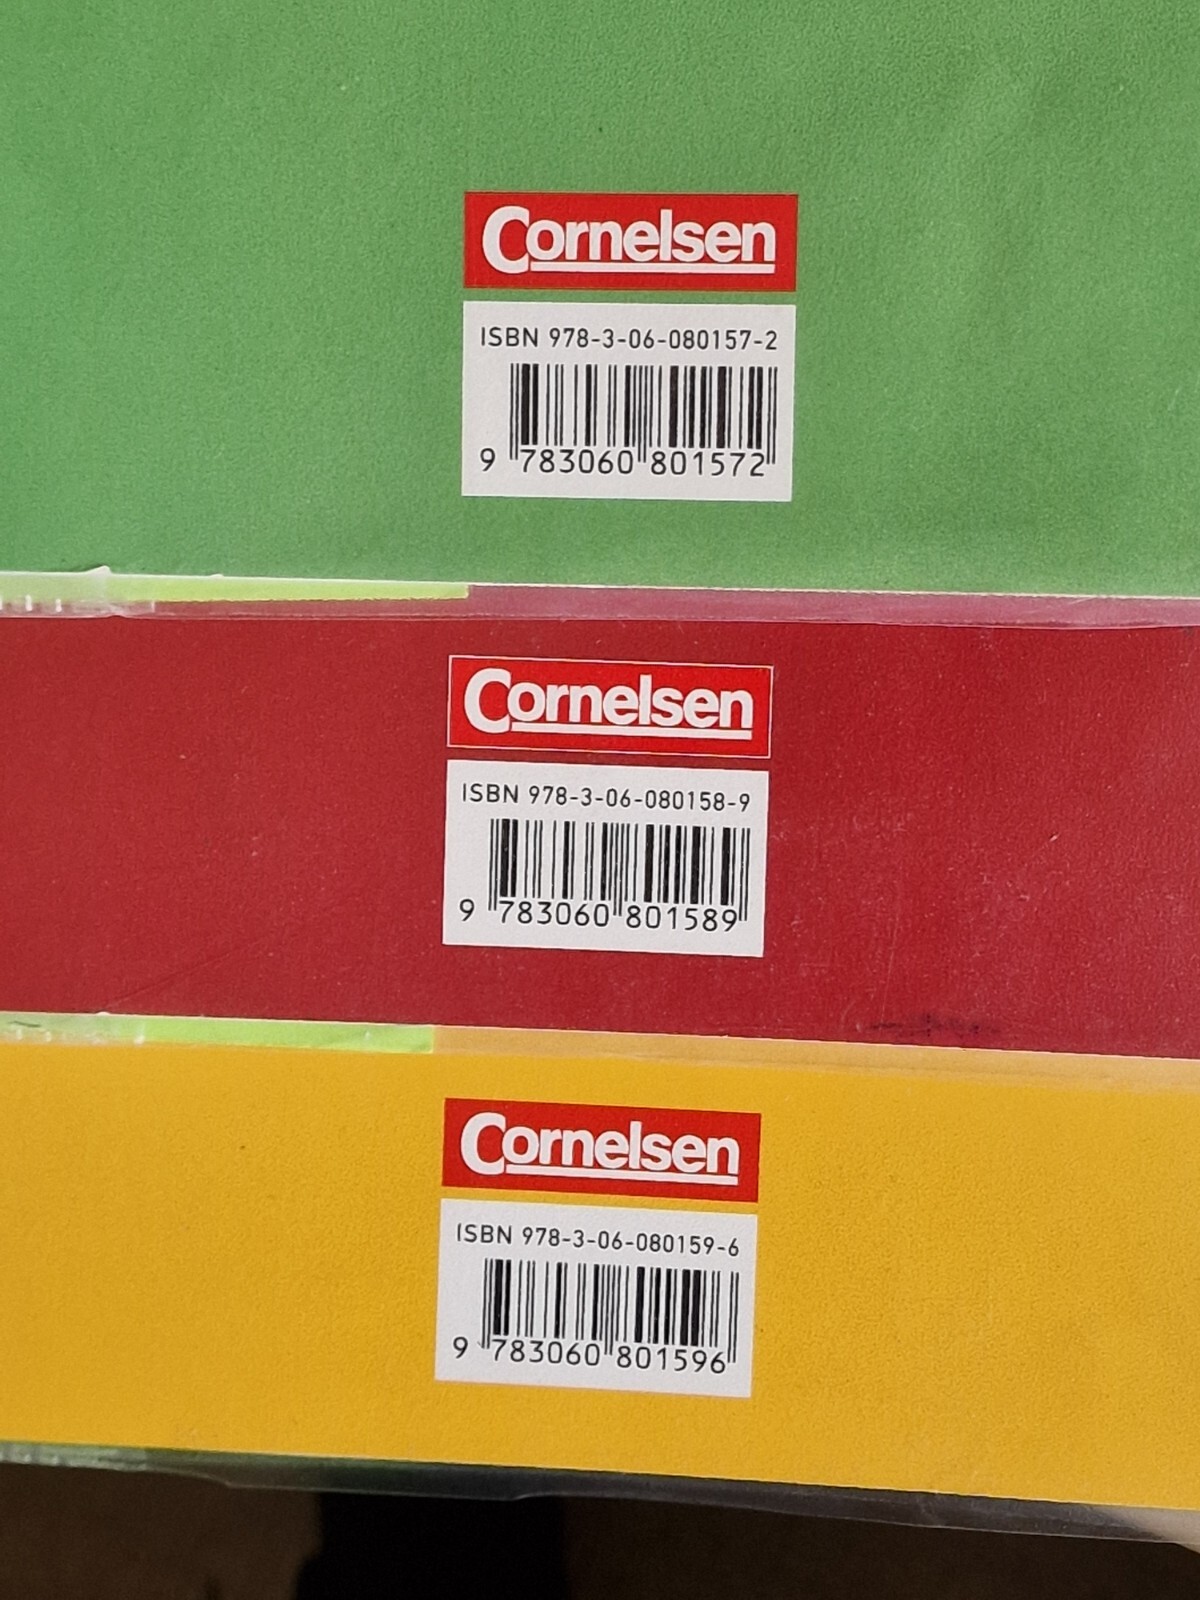 Cornelsen
ISBN 978-3-06-080157-2
9 783060 801572
Cornelsen
ISBN 978-3-06-080158-9
9 783060 801589
Cornelsen
ISBN 978-3-06-080159-6
9 783060 801596